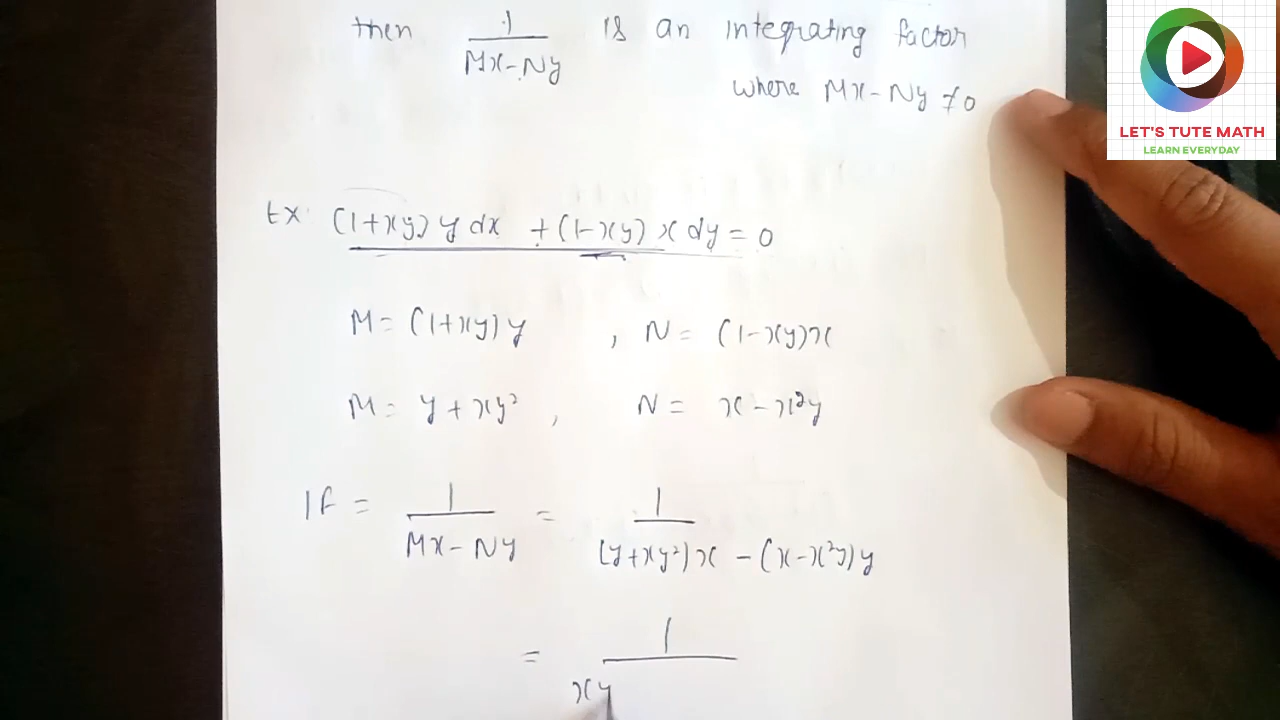 then 1/(Mx-Ny) is an integrating factor
where Mx-Ny ≠0
LET'S TUTE MATH
LEARN EVERYDAY
Ex: (1+xy) y dx + (1-xy) x dy = 0
M = (1+xy) y , N = (1-xy)x
M = y + xy² , N = x - x²y
IF = 1/(Mx - Ny) = 1/((y+xy²)x - (x-x²y)y)
= 1/(xy